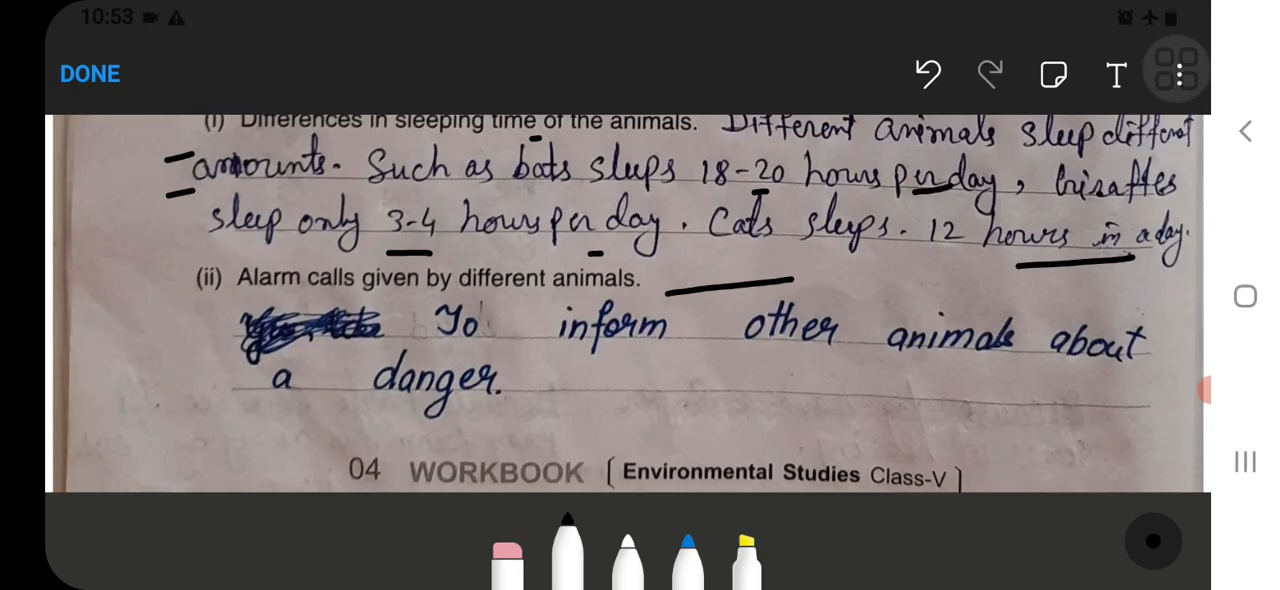 10:53
DONE
T
(i) Differences in sleeping time of the animals. Different animals sleep different
amounts. Such as bats sleeps 18-20 hours per day, Giraffes
sleep only 3-4 hours per day. Cats sleeps. 12 hours in a day.
(ii) Alarm calls given by different animals.
To inform other animals about
a danger.
04 WORKBOOK [ Environmental Studies Class-V ]